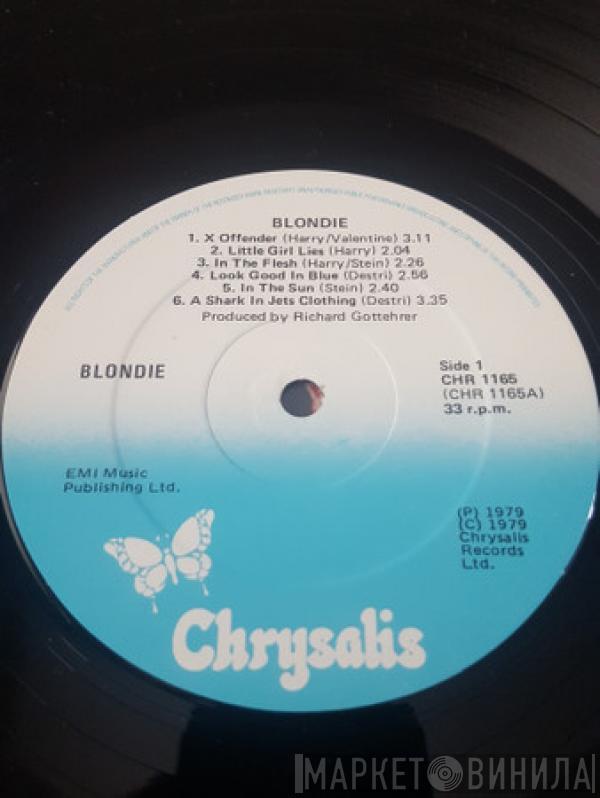 BLONDIE
1. X Offender (Harry/Valentine) 3.11
2. Little Girl Lies (Harry) 2.04
3. In The Flesh (Harry/Stein) 2.26
4. Look Good In Blue (Destri) 2.56
5. In The Sun (Stein) 2.40
6. A Shark In Jets Clothing (Destri) 3.35
Produced by Richard Gottehrer
BLONDIE
Side 1
CHR 1165
(CHR 1165A)
33 r.p.m.
EMI Music
Publishing Ltd.
(P) 1979
(C) 1979
Chrysalis
Records
Ltd.
Chrysalis
МАРКЕТ ВИНИЛА